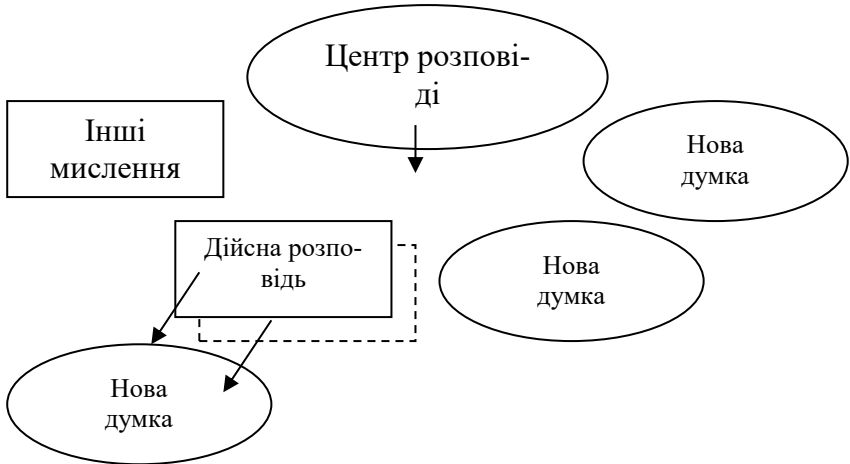 Центр розпові-
ді
Інші
мислення
Нова
думка
Дійсна розпо-
відь
Нова
думка
Нова
думка